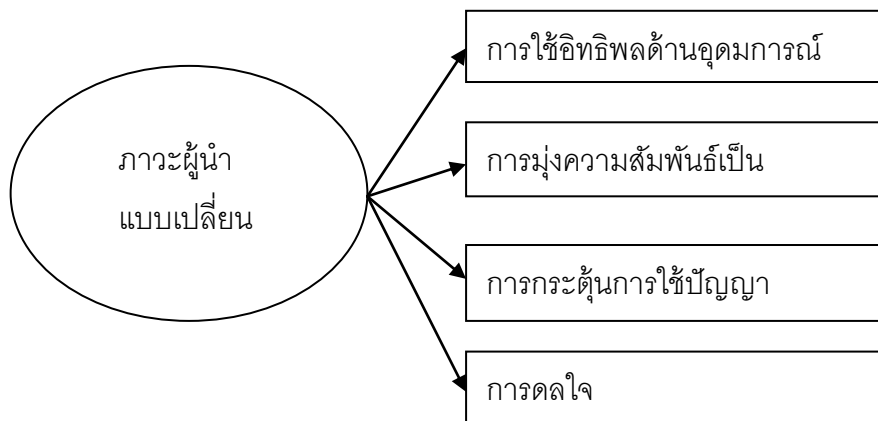 การใช้อิทธิพลด้านอุดมการณ์
ภาวะผู้นำ
แบบเปลี่ยน
การมุ่งความสัมพันธ์เป็น
การกระตุ้นการใช้ปัญญา
การดลใจ